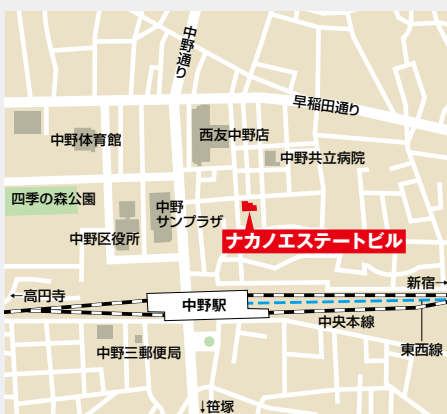 中野通り
早稲田通り
西友中野店
中野体育館
中野共立病院
四季の森公園
中野
サンプラザ
中野区役所
ナカノエステートビル
新宿→
←高円寺
中野駅
中央本線
東西線
中野三郵便局
↓笹塚